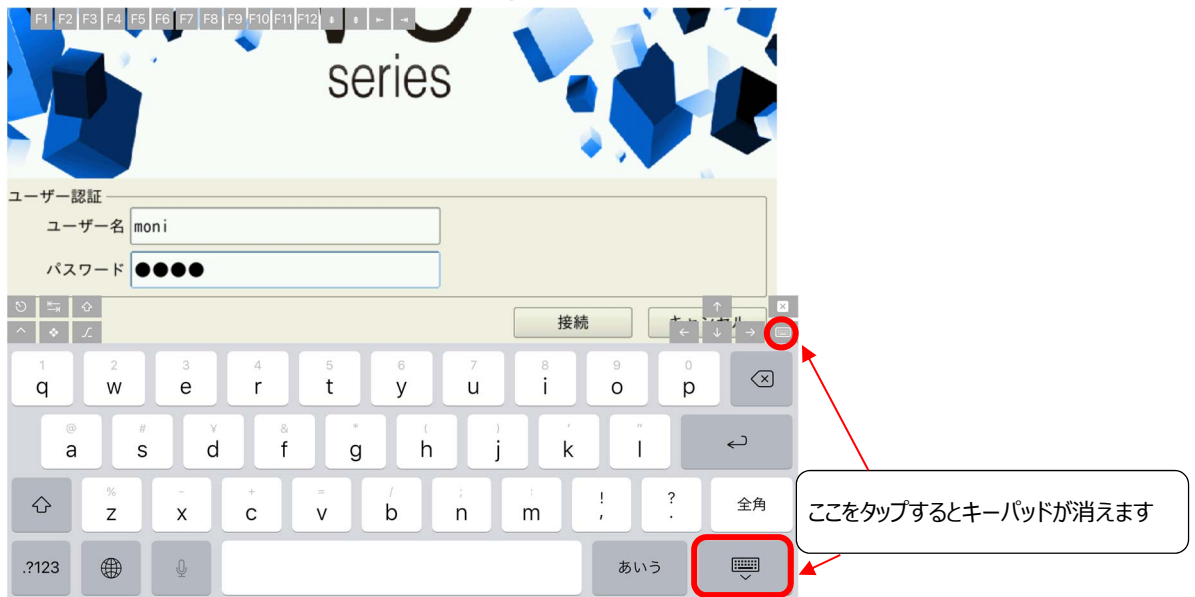 F1 F2 F3 F4 F5 F6 F7 F8 F9 F10 F11 F12
series
ユーザー認証
ユーザー名 moni
パスワード ●●●●
接続
1 2 3 4 5 6 7 8 9 0
q w e r t y u i o p
@ # ¥ & * ( ) ' "
a s d f g h j k l
% - + = / ; : ! ?
z x c v b n m , . 全角
.?123 あいう
ここをタップするとキーパッドが消えます